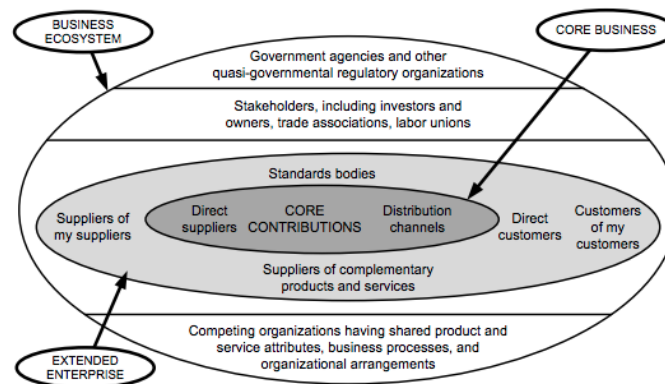 BUSINESS
ECOSYSTEM
CORE BUSINESS
Government agencies and other
quasi-governmental regulatory organizations
Stakeholders, including investors and
owners, trade associations, labor unions
Standards bodies
Suppliers of
my suppliers
Direct
suppliers
CORE
CONTRIBUTIONS
Distribution
channels
Direct
customers
Customers
of my
customers
Suppliers of complementary
products and services
Competing organizations having shared product and
service attributes, business processes, and
organizational arrangements
EXTENDED
ENTERPRISE